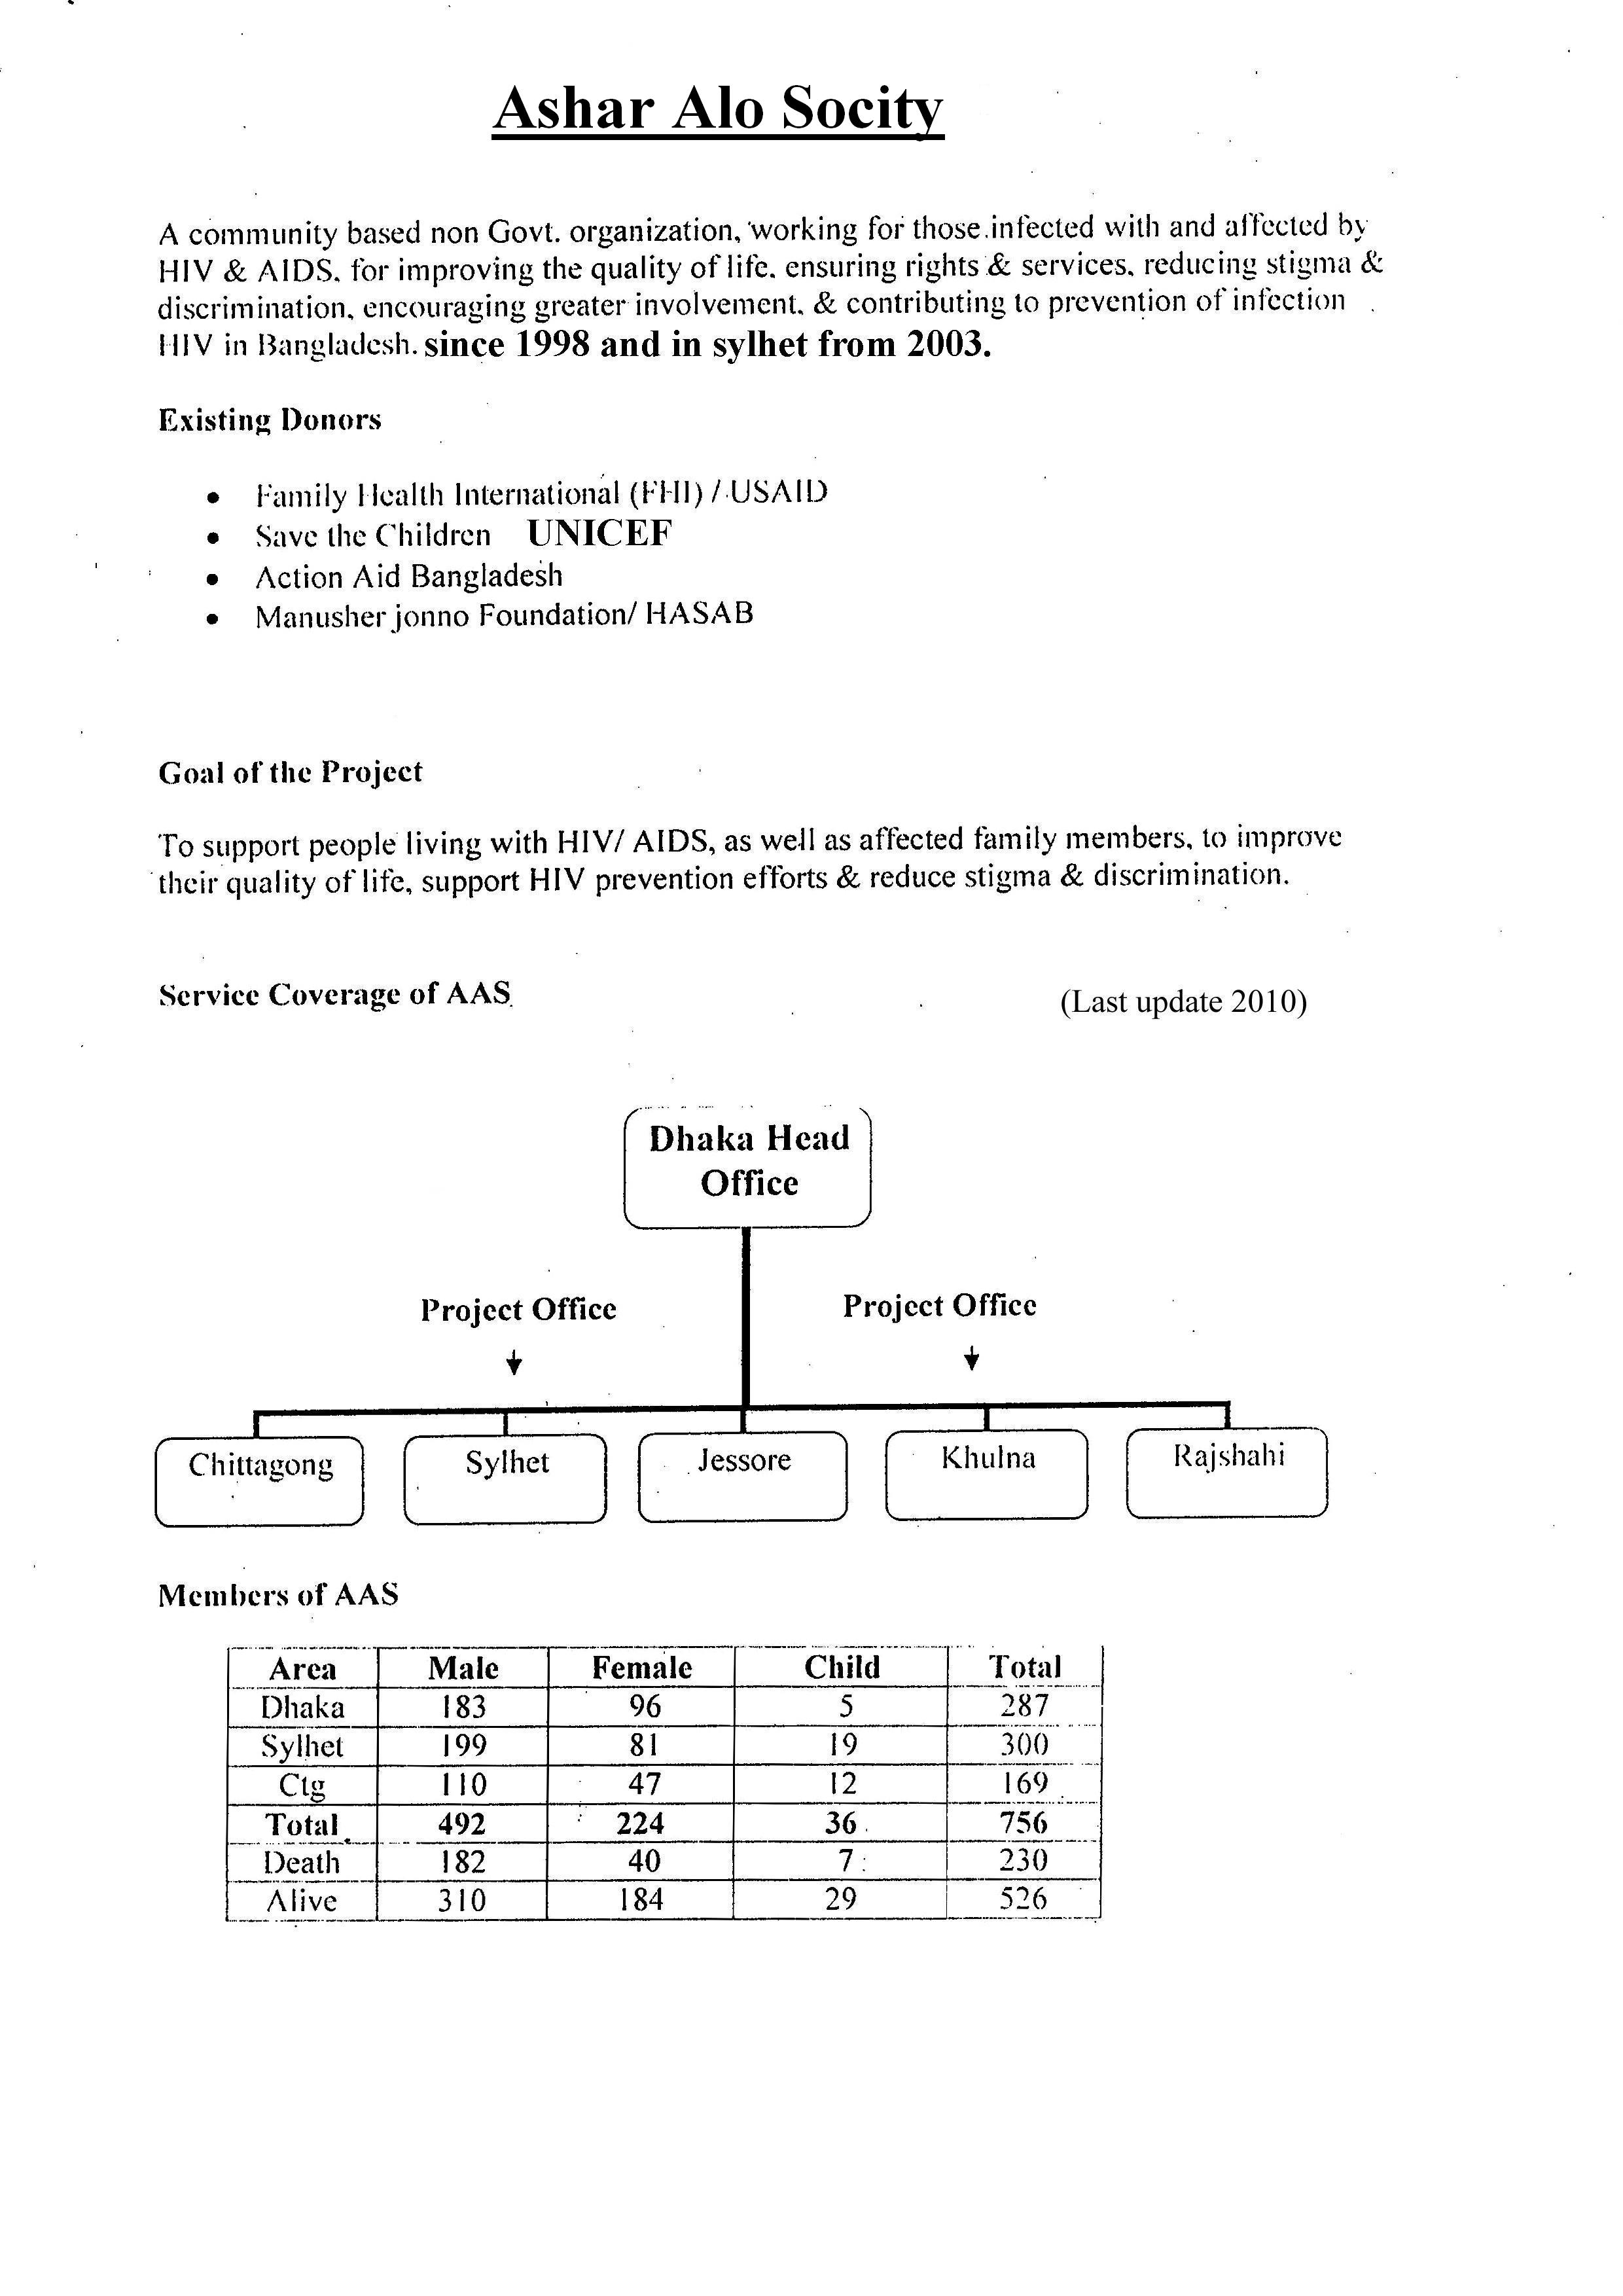 Ashar Alo Socity
A community based non Govt. organization, working for those infected with and affected by
HIV & AIDS. for improving the quality of life. ensuring rights & services. reducing stigma &
discrimination, encouraging greater involvement. & contributing to prevention of infection
HIV in Bangladesh. since 1998 and in sylhet from 2003.
Existing Donors
• Family Health International (FHI) / USAID
• Save the Children UNICEF
• Action Aid Bangladesh
• Manusher jonno Foundation/ HASAB
Goal of the Project
To support people living with HIV/ AIDS, as well as affected family members, to improve
their quality of life, support HIV prevention efforts & reduce stigma & discrimination.
Service Coverage of AAS (Last update 2010)
Dhaka Head
Office
Project Office Project Office
Chittagong Sylhet Jessore Khulna Rajshahi
Members of AAS
Area Male Female Child Total
Dhaka 183 96 5 287
Sylhet 199 81 19 300
Ctg 110 47 12 169
Total 492 224 36 756
Death 182 40 7 230
Alive 310 184 29 526